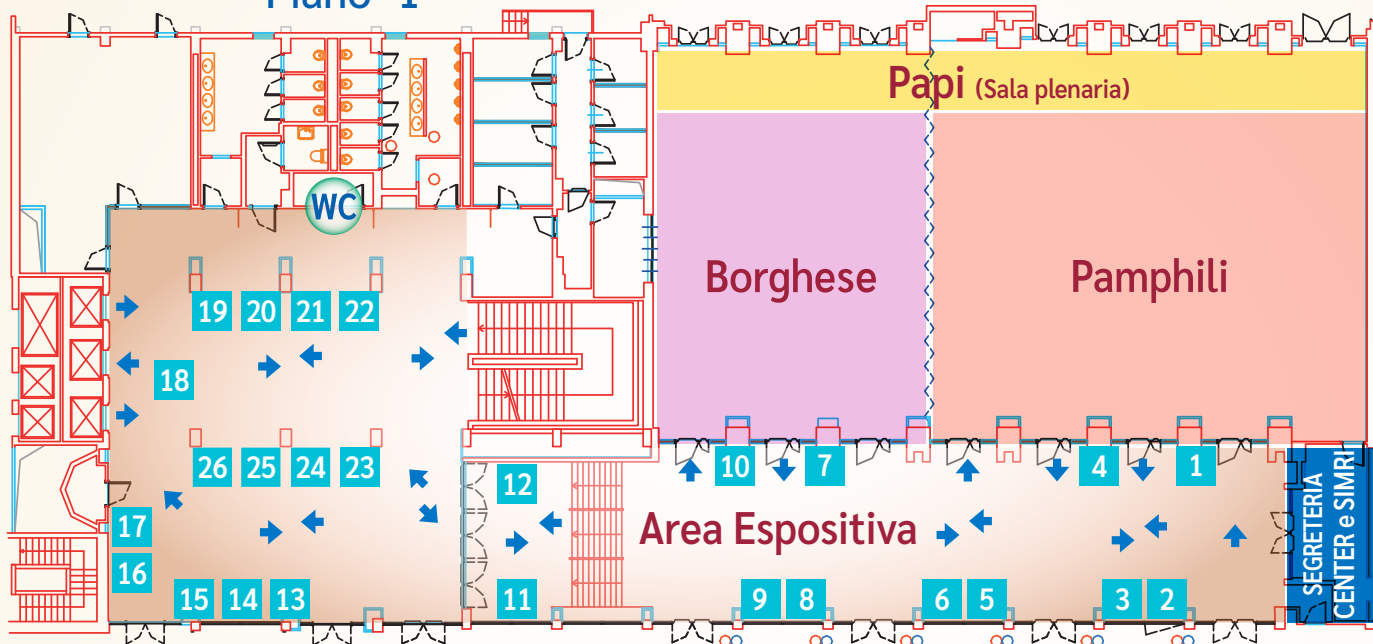 Piano -1
Papi (Sala plenaria)
WC
Borghese
Pamphili
19 20 21 22
18
26 25 24 23
10 7 4 1
12
17
Area Espositiva
16
15 14 13
11
9 8 6 5 3 2
SEGRETERIA
CENTER e SIMRI